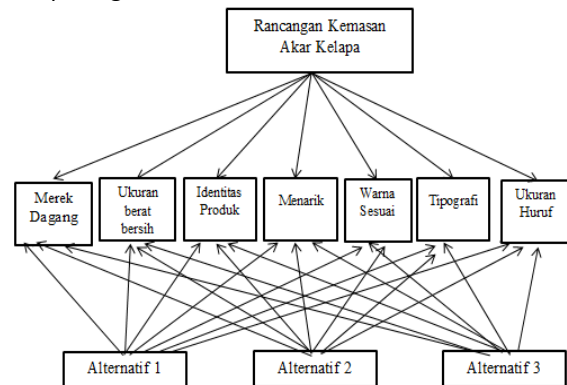 Rancangan Kemasan
Akar Kelapa
Merek
Dagang
Ukuran
berat
bersih
Identitas
Produk
Menarik
Warna
Sesuai
Tipografi
Ukuran
Huruf
Alternatif 1
Alternatif 2
Alternatif 3